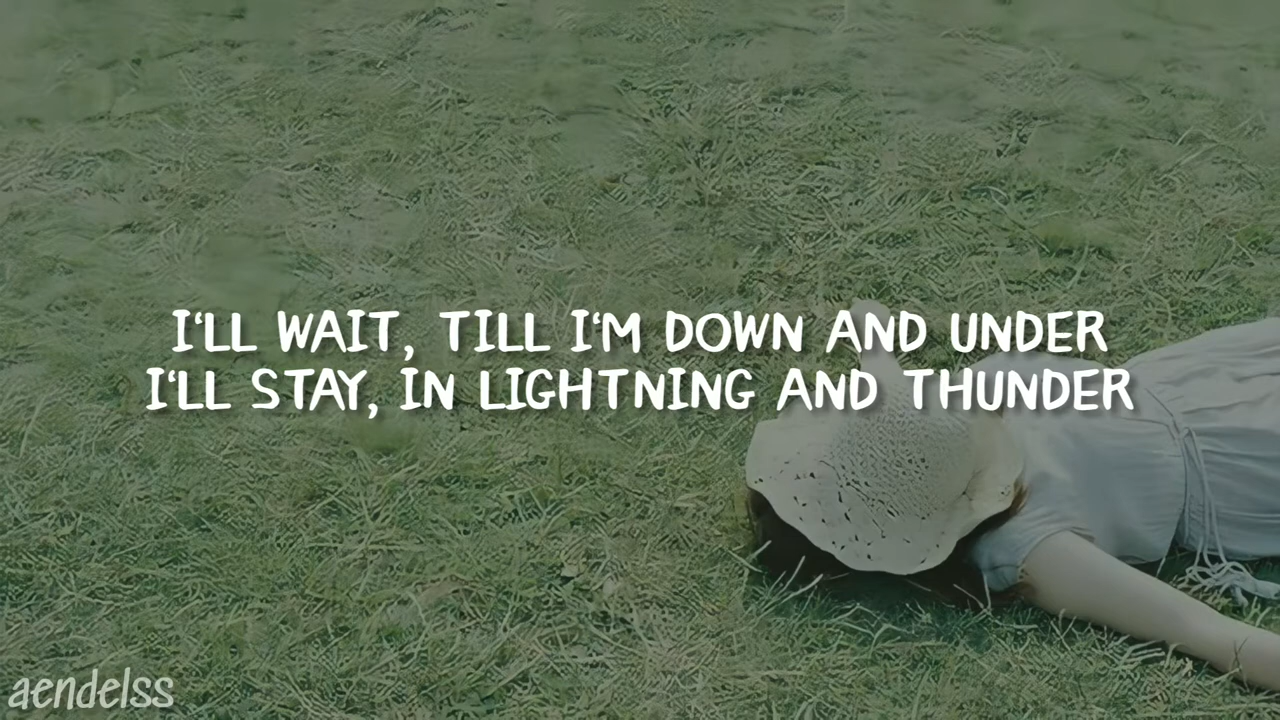 I'LL WAIT, TILL I'M DOWN AND UNDER
I'LL STAY, IN LIGHTNING AND THUNDER
aendelss